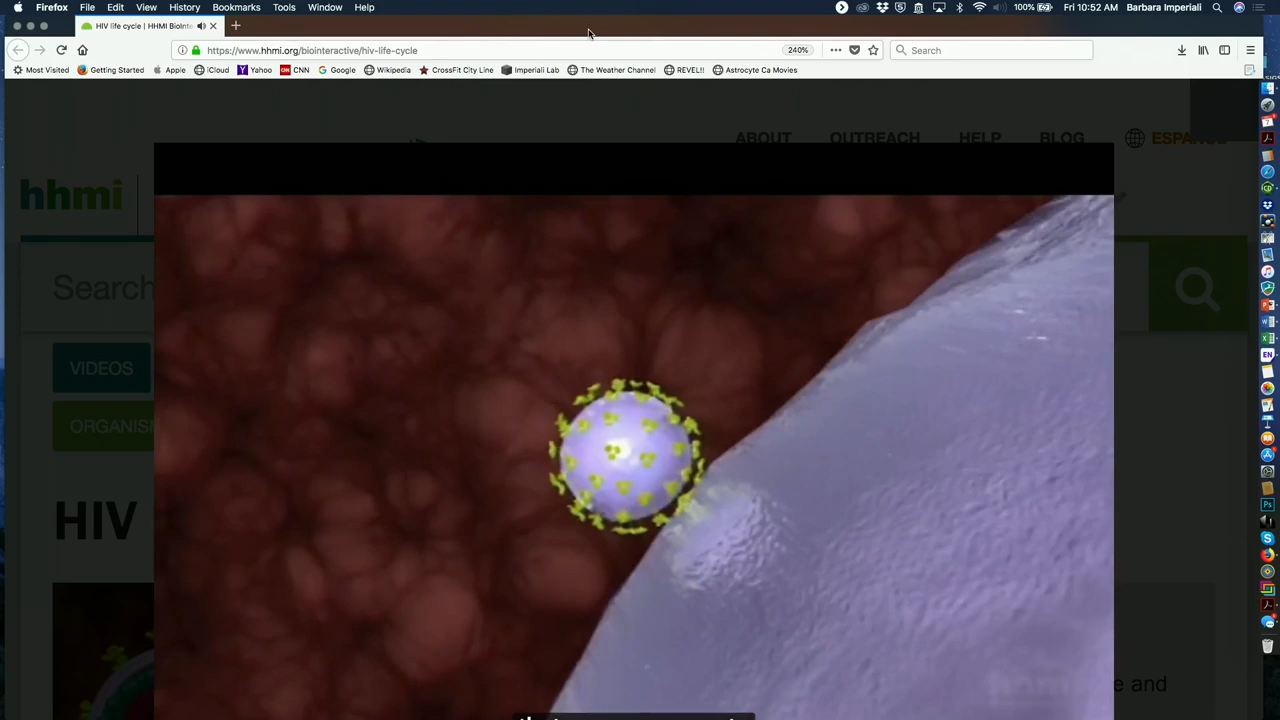 Firefox File Edit View History Bookmarks Tools Window Help 100% Fri 10:52 AM Barbara Imperiali
HIV life cycle | HHMI BioInte
https://www.hhmi.org/biointeractive/hiv-life-cycle 240% Search
Most Visited Getting Started Apple iCloud Yahoo CNN Google Wikipedia CrossFit City Line Imperiali Lab The Weather Channel REVEL!! Astrocyte Ca Movies
ABOUT OUTREACH HELP BLOG
hhmi
Search
VIDEOS
ORGANISM
HIV
and